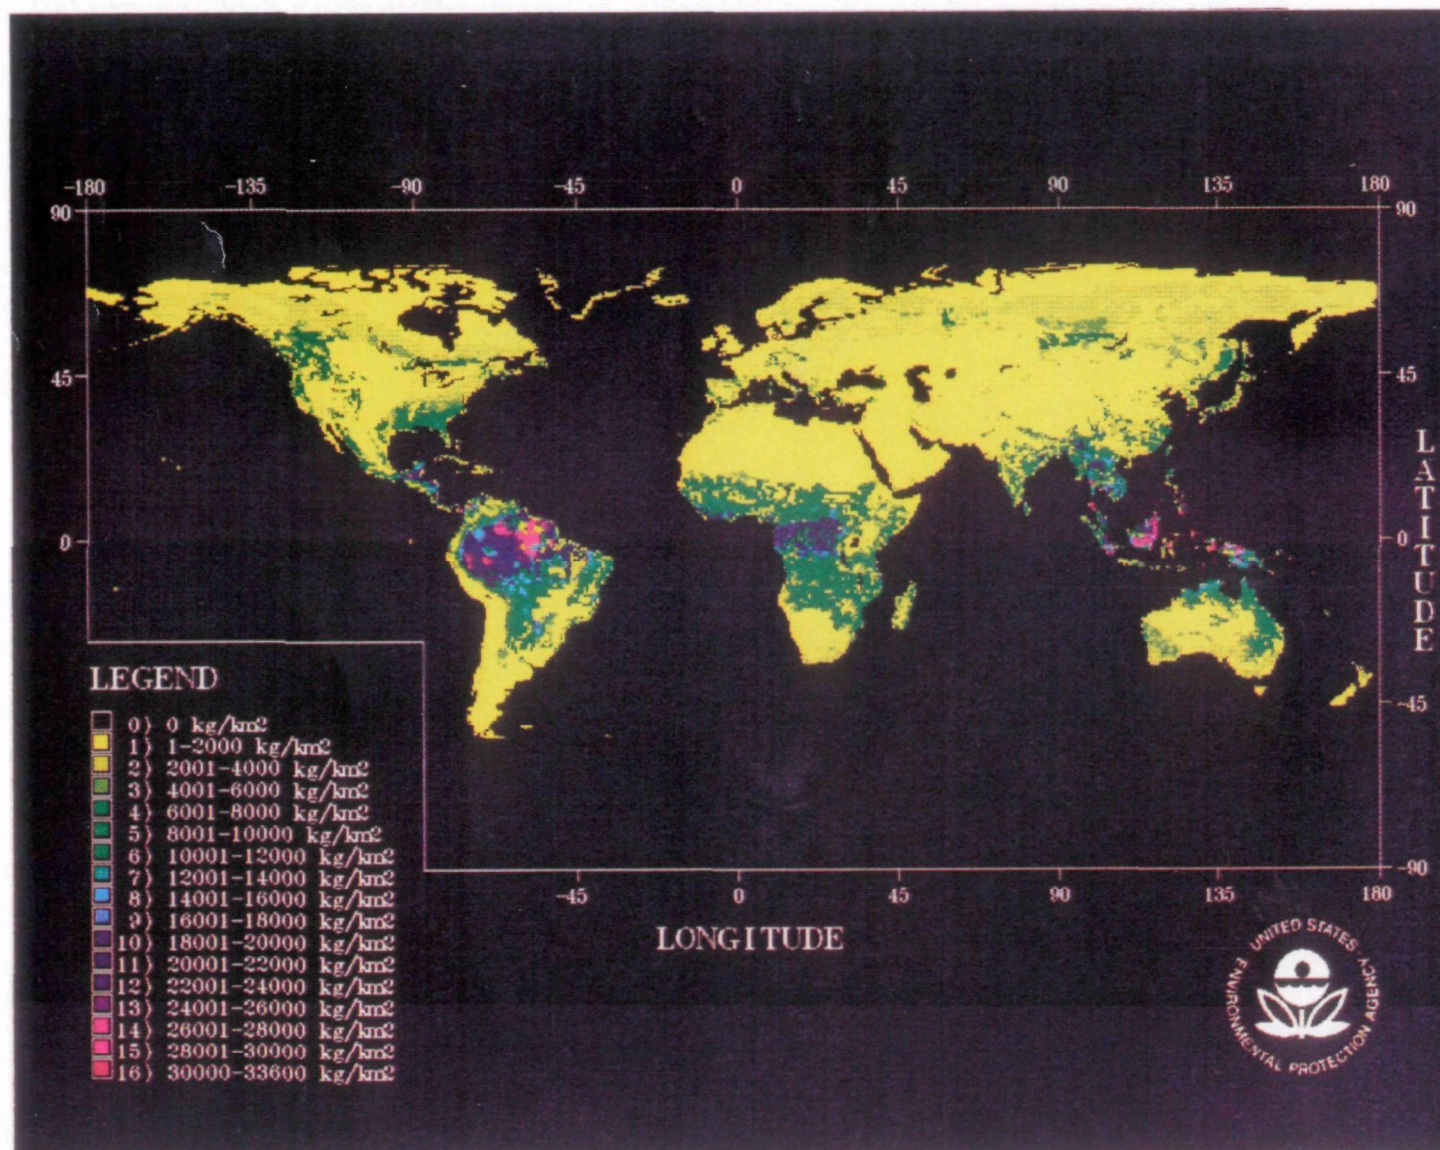 -180 -135 -90 -45 0 45 90 135 180
90 90
45 45
0 0
-45
-90
LATITUDE
LEGEND
0) 0 kg/km2
1) 1-2000 kg/km2
2) 2001-4000 kg/km2
3) 4001-6000 kg/km2
4) 6001-8000 kg/km2
5) 8001-10000 kg/km2
6) 10001-12000 kg/km2
7) 12001-14000 kg/km2
8) 14001-16000 kg/km2
9) 16001-18000 kg/km2
10) 18001-20000 kg/km2
11) 20001-22000 kg/km2
12) 22001-24000 kg/km2
13) 24001-26000 kg/km2
14) 26001-28000 kg/km2
15) 28001-30000 kg/km2
16) 30000-33600 kg/km2
-45 0 45 90 135 180
LONGITUDE
UNITED STATES
ENVIRONMENTAL PROTECTION AGENCY